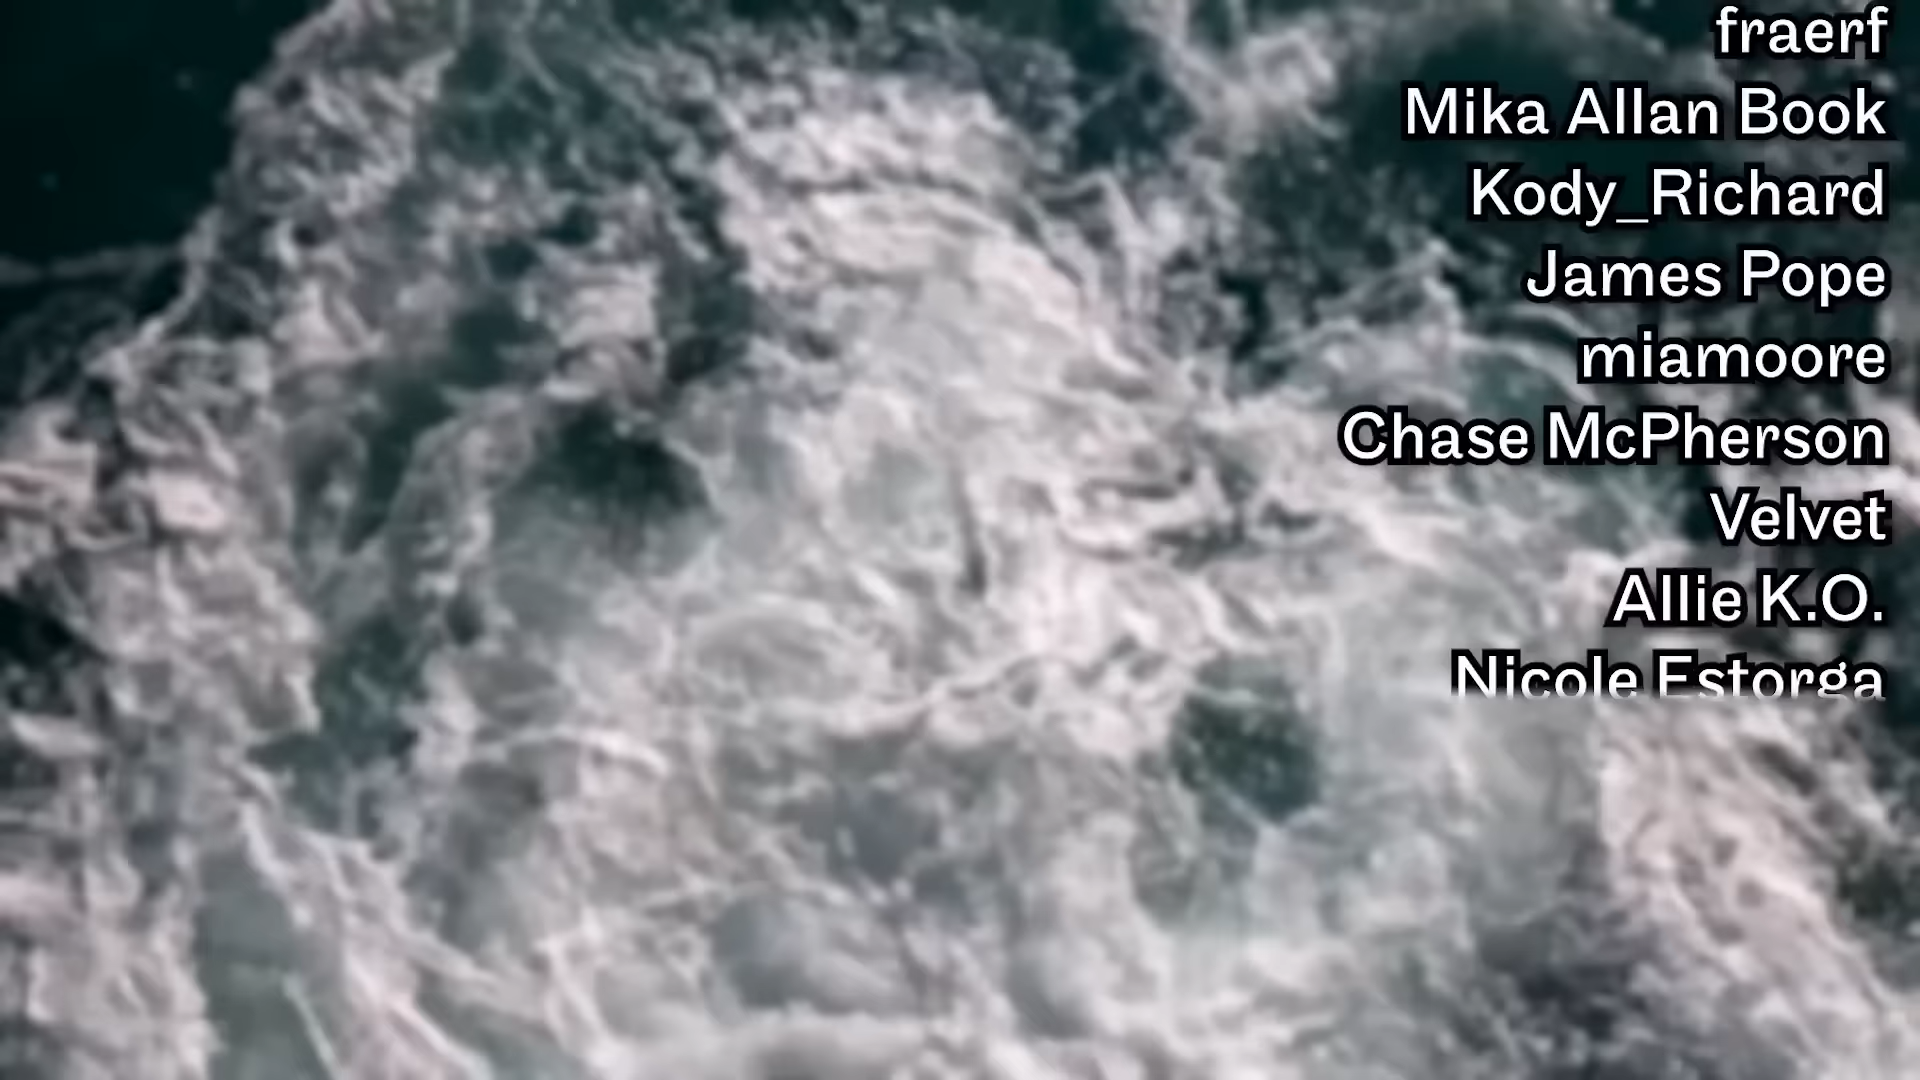 fraerf
Mika Allan Book
Kody_Richard
James Pope
miamoore
Chase McPherson
Velvet
Allie K.O.
Nicole Estorga